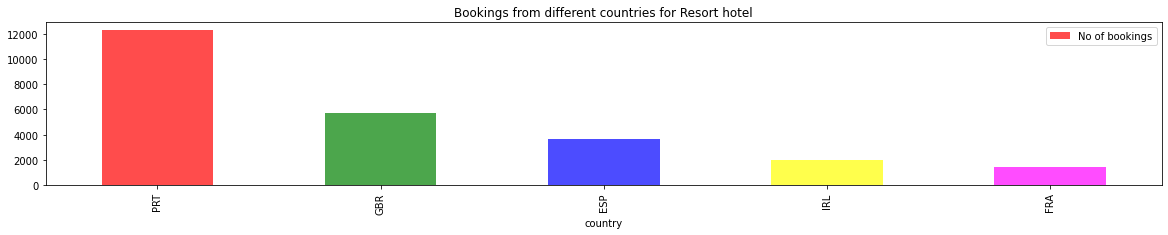 Bookings from different countries for Resort hotel
No of bookings
12000
10000
8000
6000
4000
2000
0
PRT
GBR
ESP
IRL
FRA
country